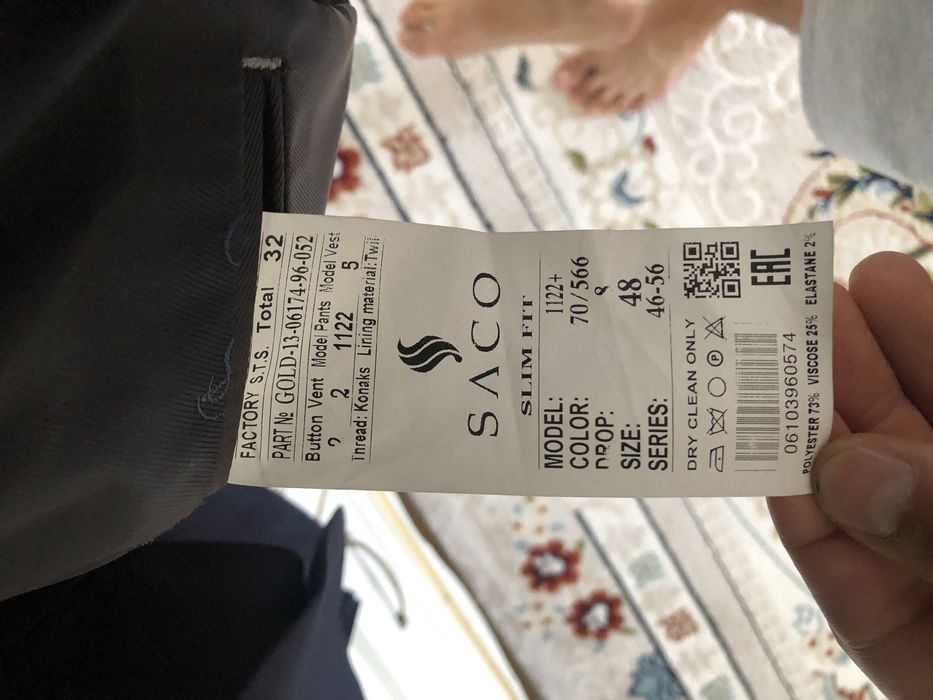 FACTORY S.T.S. Total 32
PART № GOLD-13-06174-96-052
Button Vent Model Pants Model Vest
2 2 1122 5
Thread: Konaks Lining material: Twill
SACO
SLIM FIT
MODEL: 1122+
COLOR: 70/566
DROP: 8
SIZE: 48
SERIES: 46-56
DRY CLEAN ONLY
P
EAC
06103960574
POLYESTER 73% VISCOSE 25% ELASTANE 2%